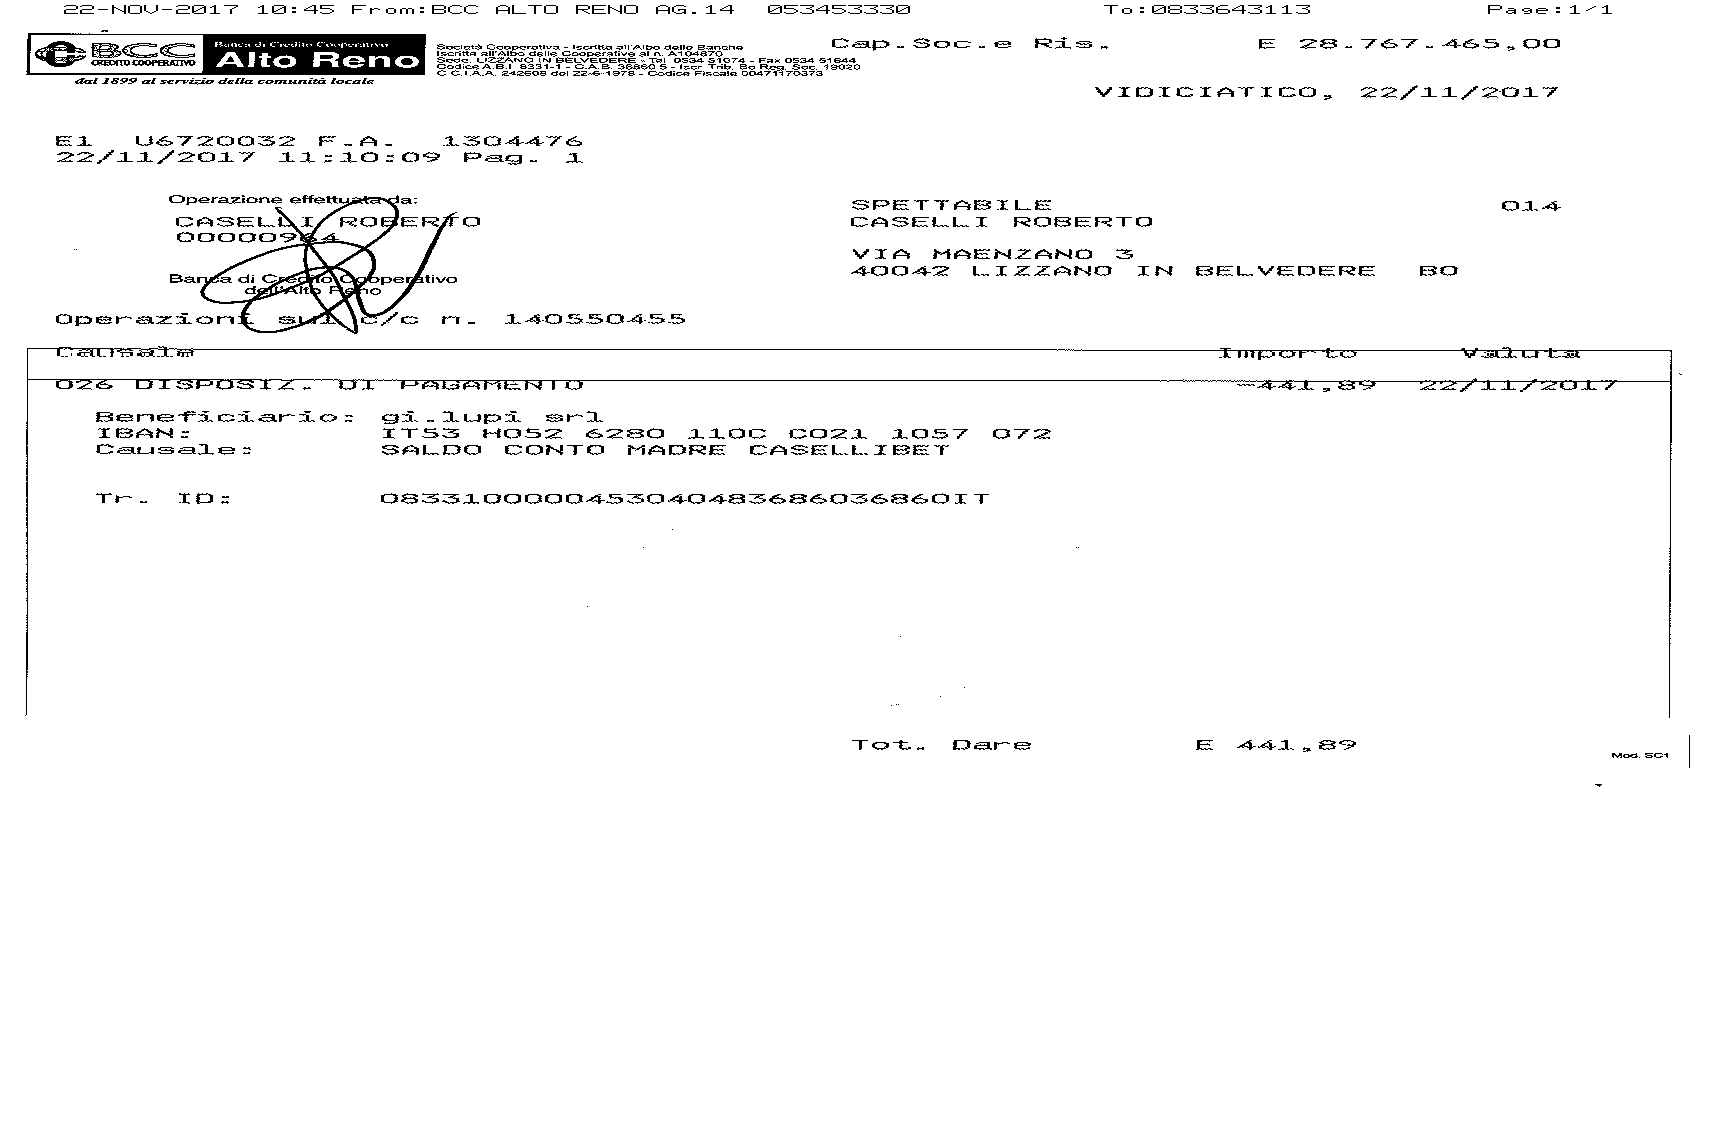 22-NOV-2017 10:45 From:BCC ALTO RENO AG.14 053453330 To:0833643113 Page:1/1
BCC CREDITO COOPERATIVO Banca di Credito Cooperativo Alto Reno
dal 1899 al servizio della comunità locale
Società Cooperativa - Iscritta all'Albo delle Banche
Iscritta all'Albo delle Cooperative al n. A104870
Sede: LIZZANO IN BELVEDERE - Tel. 0534 51074 - Fax 0534 51644
Codice A.B.I. 8331-1 - C.A.B. 36860 5 - Iscr Trib. Bo Reg. Soc. 19020
C.C.I.A.A. 242608 del 22-6-1978 - Codice Fiscale 00471170373
Cap.Soc.e Ris. E 28.767.465,00
VIDICIATICO, 22/11/2017
E1 U6720032 F.A. 1304476
22/11/2017 11:10:09 Pag. 1
Operazione effettuata da:
CASELLI ROBERTO
00000964
Banca di Credito Cooperativo
dell'Alto Reno
SPETTABILE 014
CASELLI ROBERTO
VIA MAENZANO 3
40042 LIZZANO IN BELVEDERE BO
Operazioni sul c/c n. 140550455
Causale Importo Valuta
026 DISPOSIZ. DI PAGAMENTO -441,89 22/11/2017
Beneficiario: gi.lupi srl
IBAN: IT53 H052 6280 110C C021 1057 072
Causale: SALDO CONTO MADRE CASELLIBET
Tr. ID: 0833100000453040483686036860IT
Tot. Dare E 441,89
Mod. SC1